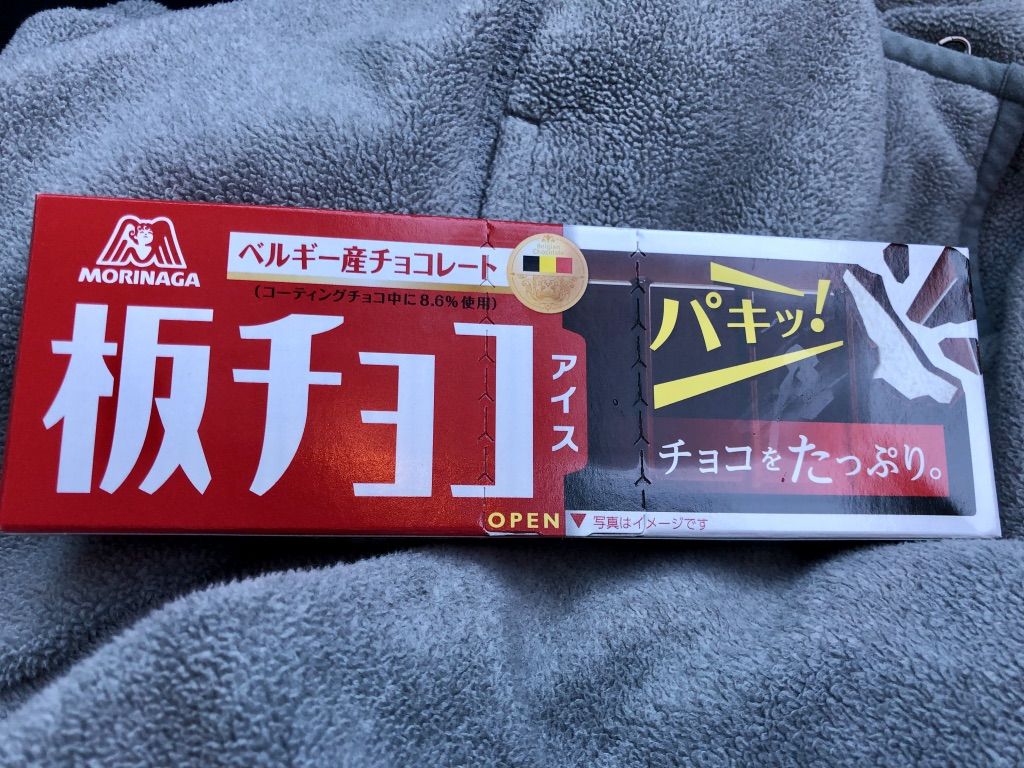 MORINAGA
ベルギー産チョコレート
(コーティングチョコ中に8.6%使用)
Belgian
Chocolate
板チョコ
アイス
パキッ!
チョコをたっぷり。
OPEN
写真はイメージです